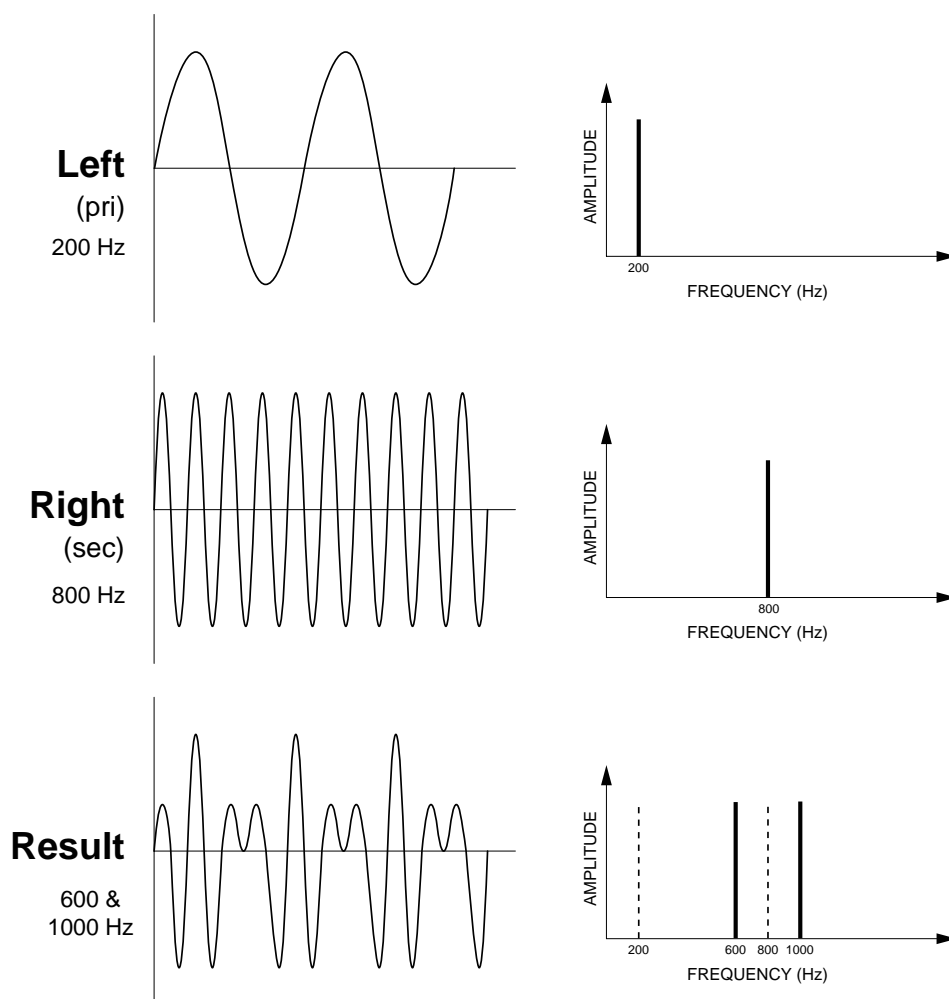 Left
(pri)
200 Hz
AMPLITUDE
200
FREQUENCY (Hz)
Right
(sec)
800 Hz
AMPLITUDE
800
FREQUENCY (Hz)
Result
600 &
1000 Hz
AMPLITUDE
200 600 800 1000
FREQUENCY (Hz)